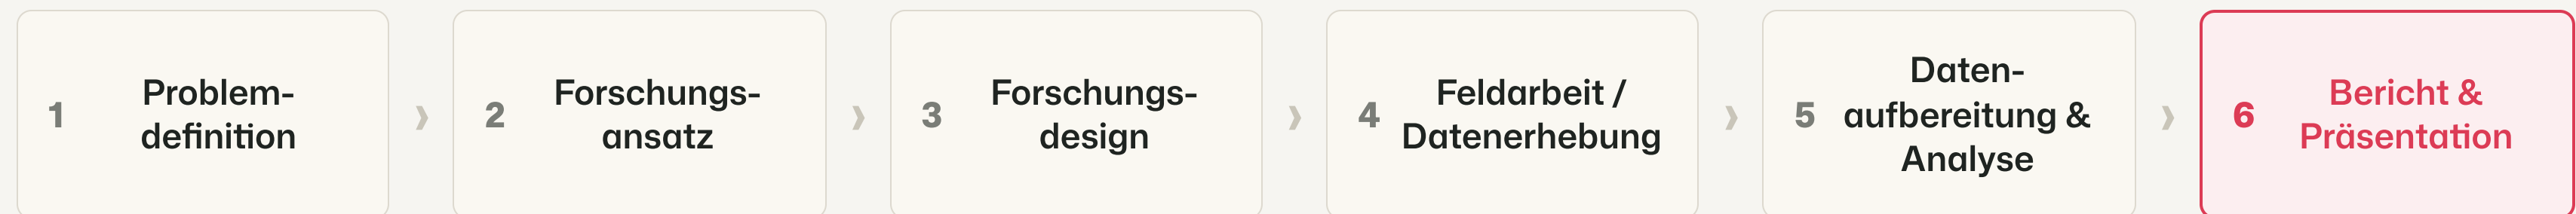 1
Problem-
definition
›
2
Forschungs-
ansatz
›
3
Forschungs-
design
›
4
Feldarbeit /
Datenerhebung
›
5
Daten-
aufbereitung &
Analyse
›
6
Bericht &
Präsentation